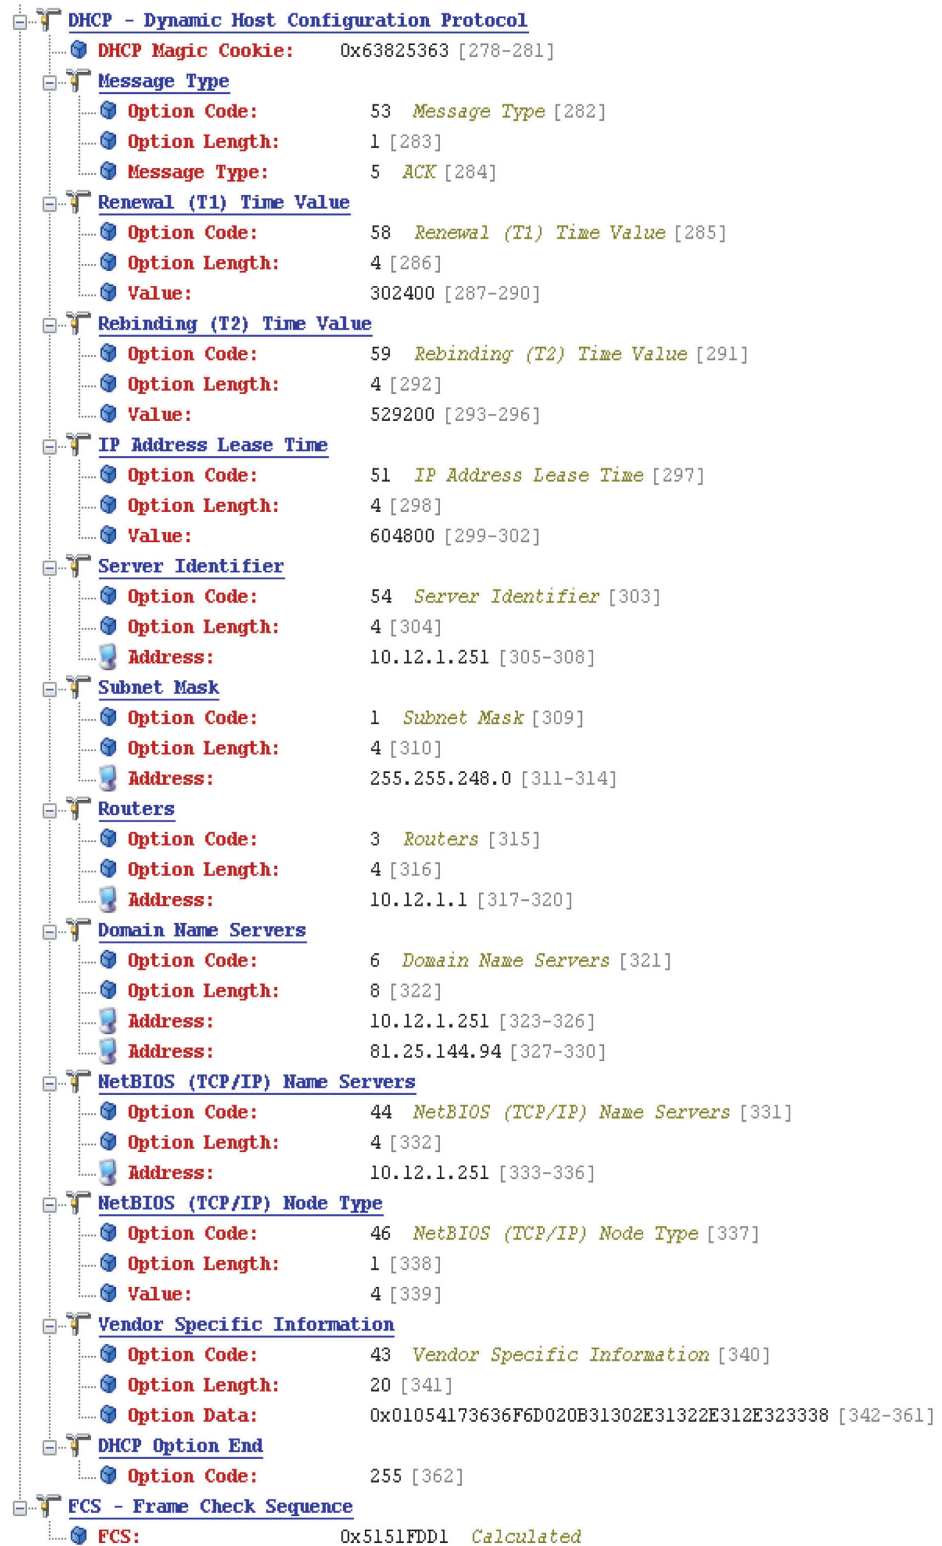 DHCP - Dynamic Host Configuration Protocol
DHCP Magic Cookie: 0x63825363 [278-281]
Message Type
Option Code: 53 Message Type [282]
Option Length: 1 [283]
Message Type: 5 ACK [284]
Renewal (T1) Time Value
Option Code: 58 Renewal (T1) Time Value [285]
Option Length: 4 [286]
Value: 302400 [287-290]
Rebinding (T2) Time Value
Option Code: 59 Rebinding (T2) Time Value [291]
Option Length: 4 [292]
Value: 529200 [293-296]
IP Address Lease Time
Option Code: 51 IP Address Lease Time [297]
Option Length: 4 [298]
Value: 604800 [299-302]
Server Identifier
Option Code: 54 Server Identifier [303]
Option Length: 4 [304]
Address: 10.12.1.251 [305-308]
Subnet Mask
Option Code: 1 Subnet Mask [309]
Option Length: 4 [310]
Address: 255.255.248.0 [311-314]
Routers
Option Code: 3 Routers [315]
Option Length: 4 [316]
Address: 10.12.1.1 [317-320]
Domain Name Servers
Option Code: 6 Domain Name Servers [321]
Option Length: 8 [322]
Address: 10.12.1.251 [323-326]
Address: 81.25.144.94 [327-330]
NetBIOS (TCP/IP) Name Servers
Option Code: 44 NetBIOS (TCP/IP) Name Servers [331]
Option Length: 4 [332]
Address: 10.12.1.251 [333-336]
NetBIOS (TCP/IP) Node Type
Option Code: 46 NetBIOS (TCP/IP) Node Type [337]
Option Length: 1 [338]
Value: 4 [339]
Vendor Specific Information
Option Code: 43 Vendor Specific Information [340]
Option Length: 20 [341]
Option Data: 0x01054173636F6D020B31302E31322E312E323338 [342-361]
DHCP Option End
Option Code: 255 [362]
FCS - Frame Check Sequence
FCS: 0x5151FDD1 Calculated